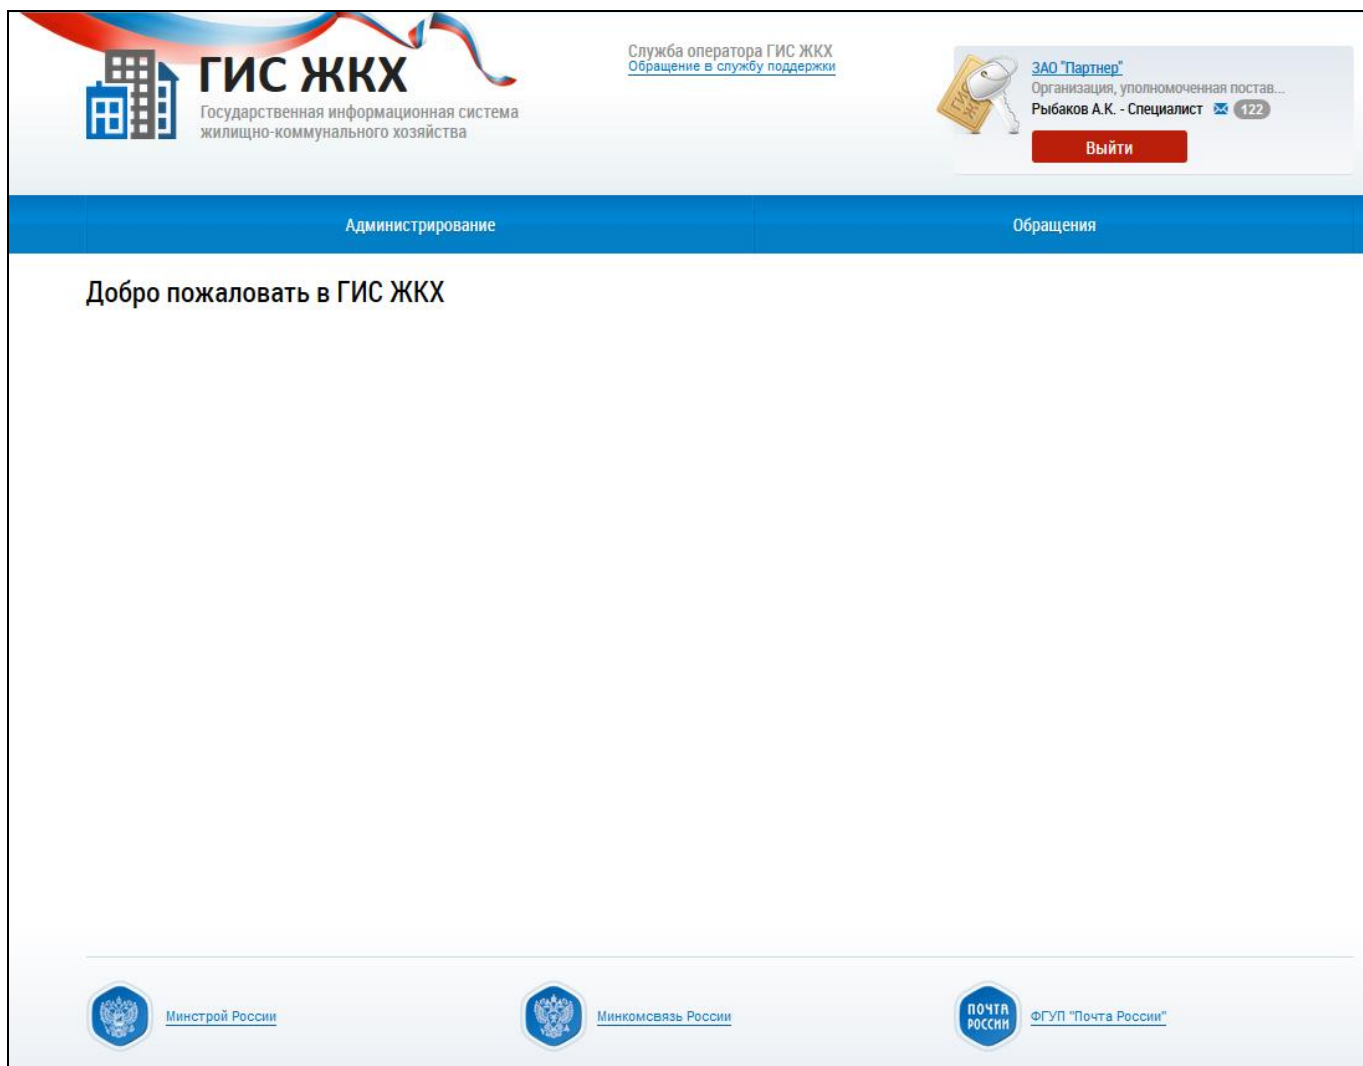 ГИС ЖКХ
Государственная информационная система
жилищно-коммунального хозяйства
Служба оператора ГИС ЖКХ
Обращение в службу поддержки
ГИС
Ж
ЗАО "Партнер"
Организация, уполномоченная постав...
Рыбаков А.К. - Специалист 122
Выйти
Администрирование
Обращения
Добро пожаловать в ГИС ЖКХ
Минстрой России
Минкомсвязь России
ПОЧТА
РОССИИ
ФГУП "Почта России"